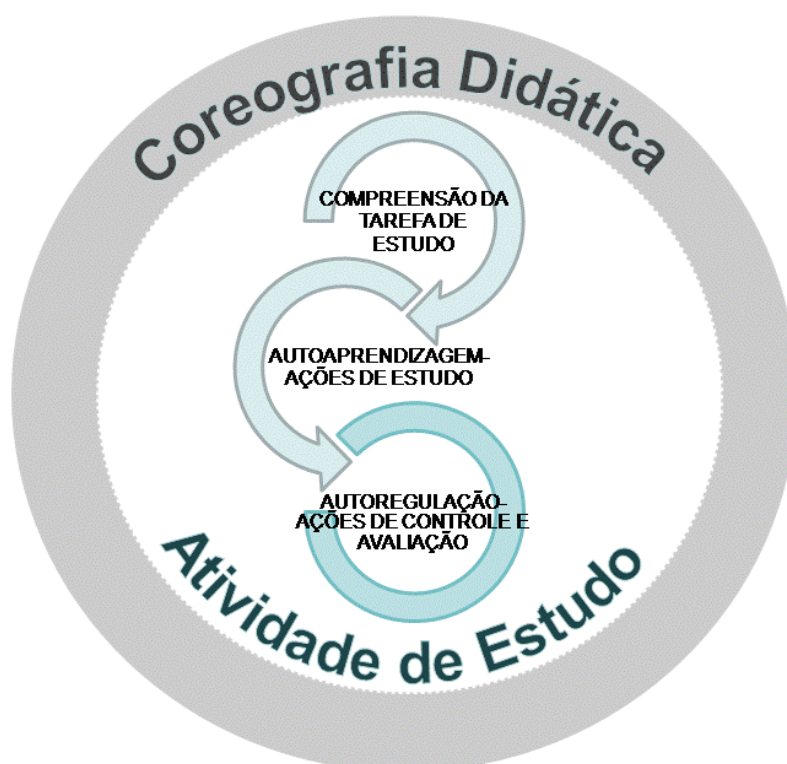 Coreografia Didática
COMPREENSÃO DA
TAREFA DE
ESTUDO
AUTOAPRENDIZAGEM-
AÇÕES DE ESTUDO
AUTOREGULAÇÃO-
AÇÕES DE CONTROLE E
AVALIAÇÃO
Atividade de Estudo